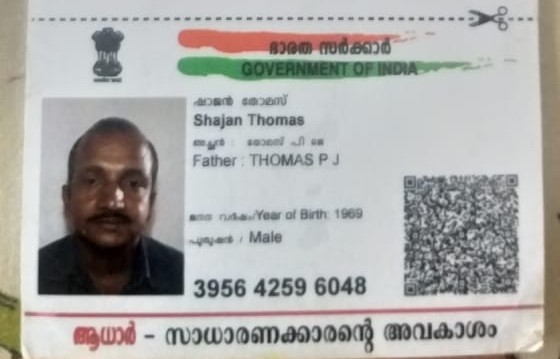 ഭാരത സർക്കാർ
GOVERNMENT OF INDIA
ഷാജൻ തോമസ്
Shajan Thomas
അച്ഛൻ : തോമസ് പി ജെ
Father : THOMAS P J
ജനന വർഷം/Year of Birth: 1969
പുരുഷൻ / Male
3956 4259 6048
ആധാർ - സാധാരണക്കാരന്റെ അവകാശം